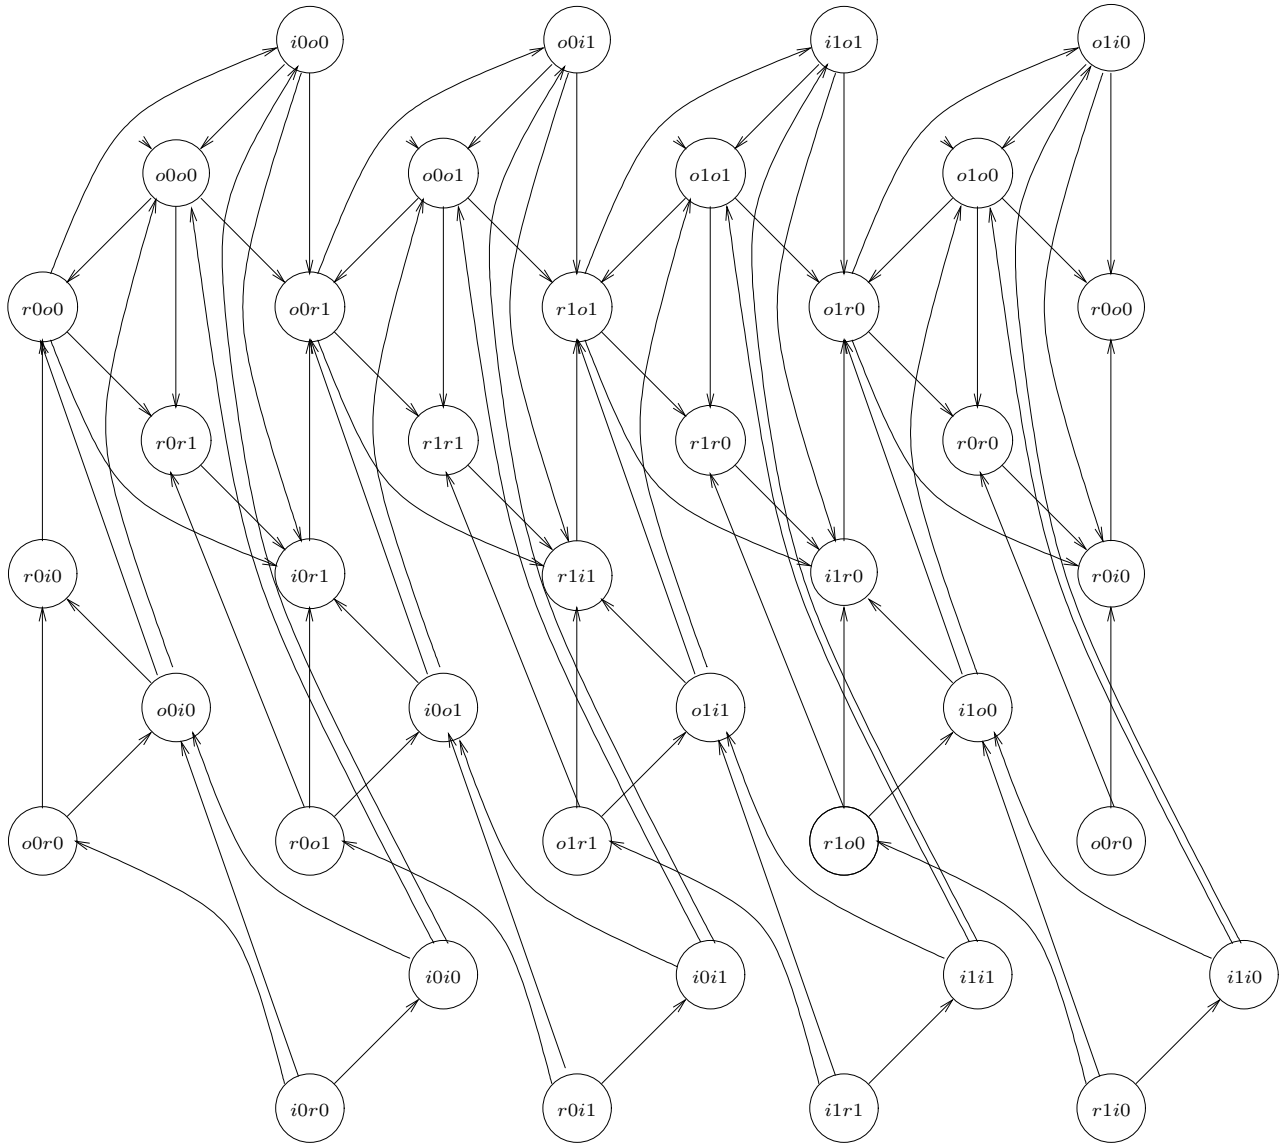 i0o0 o0i1 i1o1 o1i0
o0o0 o0o1 o1o1 o1o0
r0o0 o0r1 r1o1 o1r0 r0o0
r0r1 r1r1 r1r0 r0r0
r0i0 i0r1 r1i1 i1r0 r0i0
o0i0 i0o1 o1i1 i1o0
o0r0 r0o1 o1r1 r1o0 o0r0
i0i0 i0i1 i1i1 i1i0
i0r0 r0i1 i1r1 r1i0